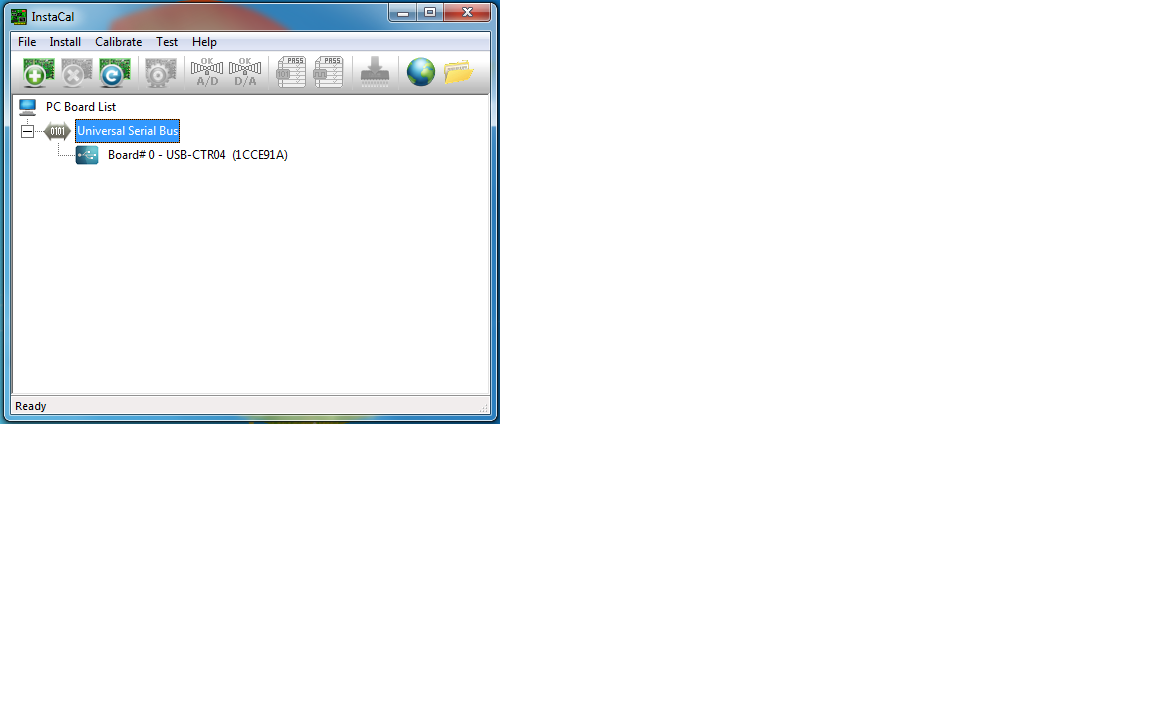 InstaCal
File Install Calibrate Test Help
OK A/D OK D/A PASS PASS
PC Board List
0101 Universal Serial Bus
Board# 0 - USB-CTR04 (1CCE91A)
Ready